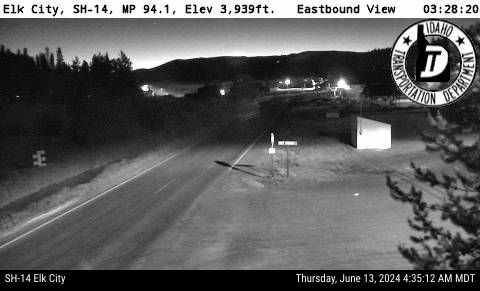 Elk City, SH-14, MP 94.1, Elev 3,939ft. Eastbound View 03:28:20
IDAHO
TRANSPORTATION DEPARTMENT
SH-14 Elk City Thursday, June 13, 2024 4:35:12 AM MDT